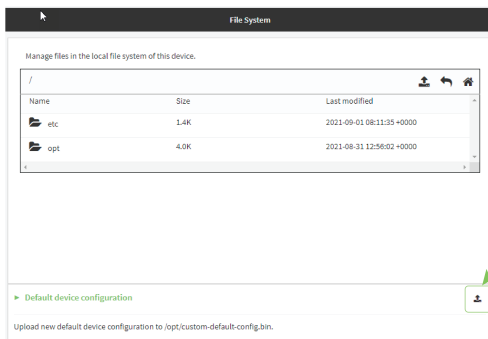 File System
Manage files in the local file system of this device.
/
Name Size Last modified
etc 1.4K 2021-09-01 08:11:35 +0000
opt 4.0K 2021-08-31 12:56:02 +0000
Default device configuration
Upload new default device configuration to /opt/custom-default-config.bin.